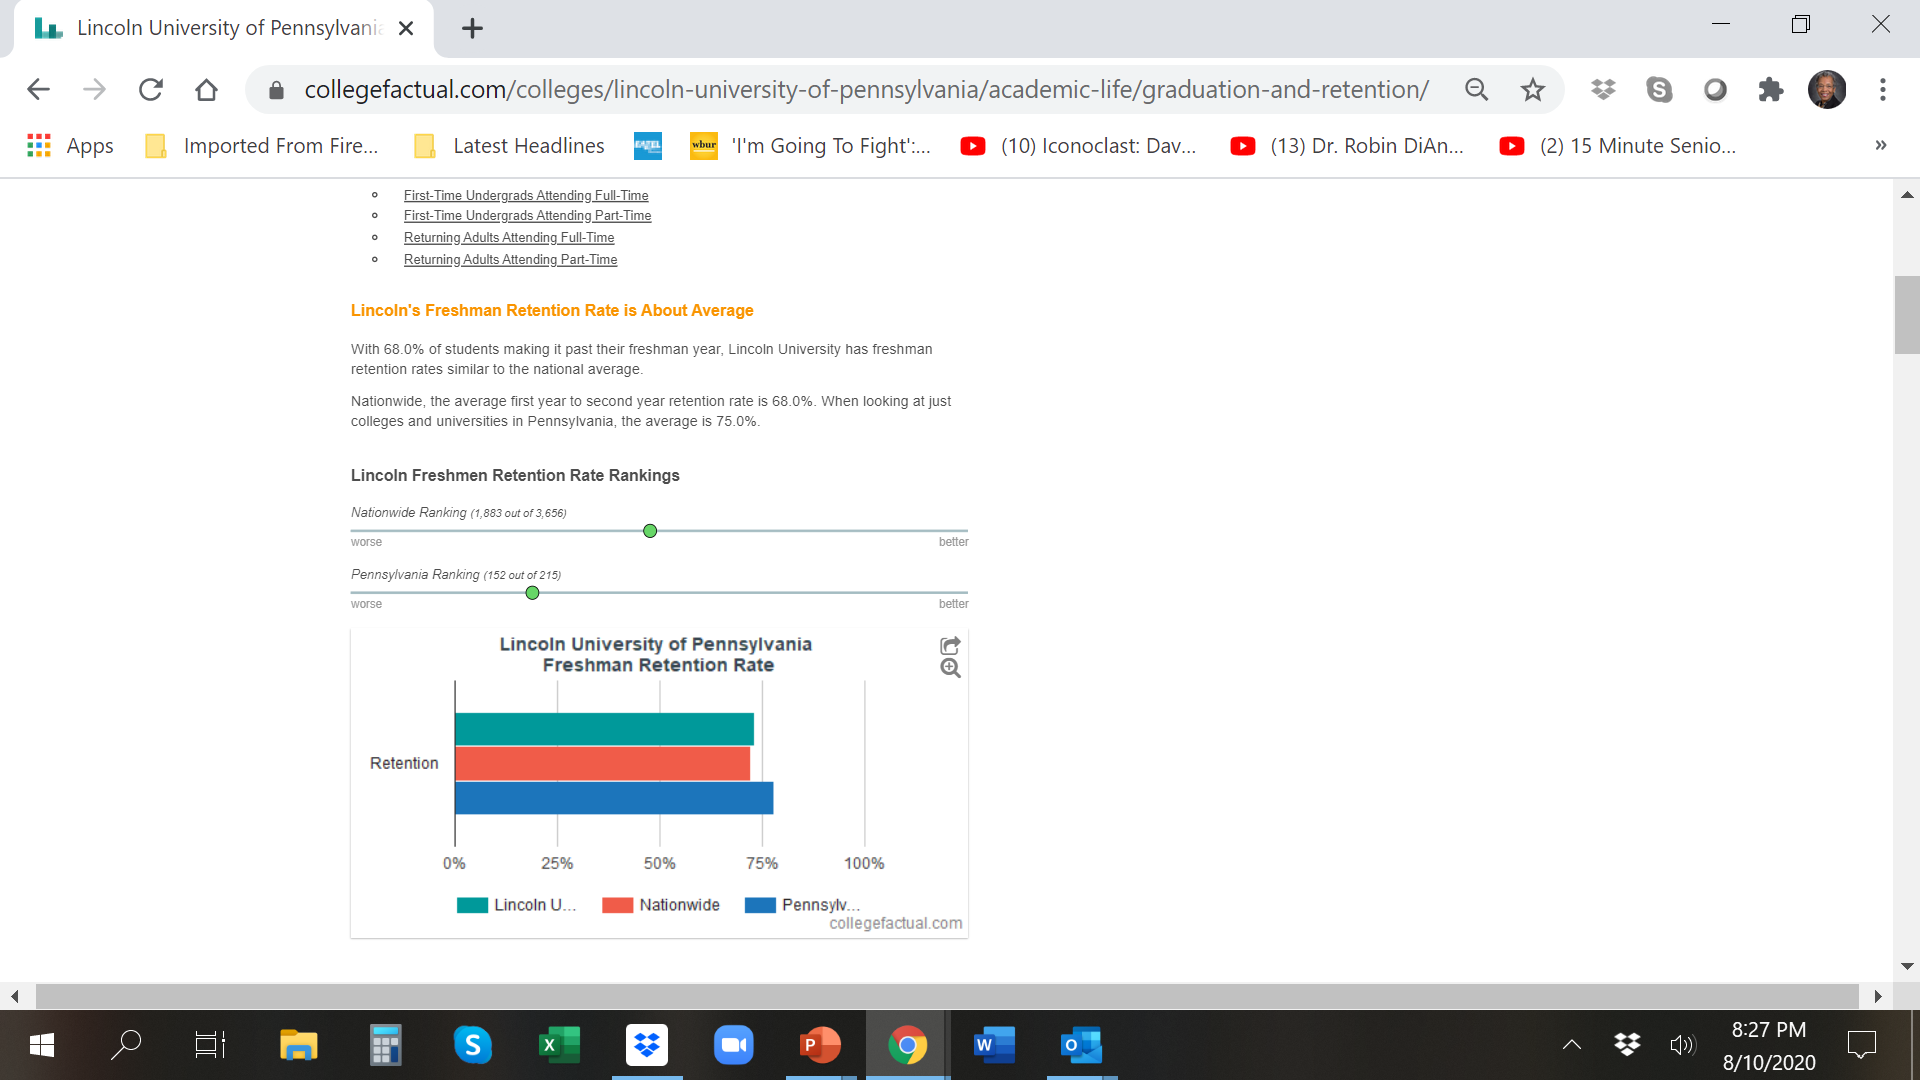 Lincoln University of Pennsylvani
collegefactual.com/colleges/lincoln-university-of-pennsylvania/academic-life/graduation-and-retention/
Apps
Imported From Fire...
Latest Headlines
wbur
'I'm Going To Fight':...
(10) Iconoclast: Dav...
(13) Dr. Robin DiAn...
(2) 15 Minute Senio...
»
First-Time Undergrads Attending Full-Time
First-Time Undergrads Attending Part-Time
Returning Adults Attending Full-Time
Returning Adults Attending Part-Time
Lincoln's Freshman Retention Rate is About Average
With 68.0% of students making it past their freshman year, Lincoln University has freshman
retention rates similar to the national average.
Nationwide, the average first year to second year retention rate is 68.0%. When looking at just
colleges and universities in Pennsylvania, the average is 75.0%.
Lincoln Freshmen Retention Rate Rankings
Nationwide Ranking (1,883 out of 3,656)
worse better
Pennsylvania Ranking (152 out of 215)
worse better
Lincoln University of Pennsylvania
Freshman Retention Rate
Retention
0% 25% 50% 75% 100%
Lincoln U... Nationwide Pennsylv...
collegefactual.com
8:27 PM
8/10/2020